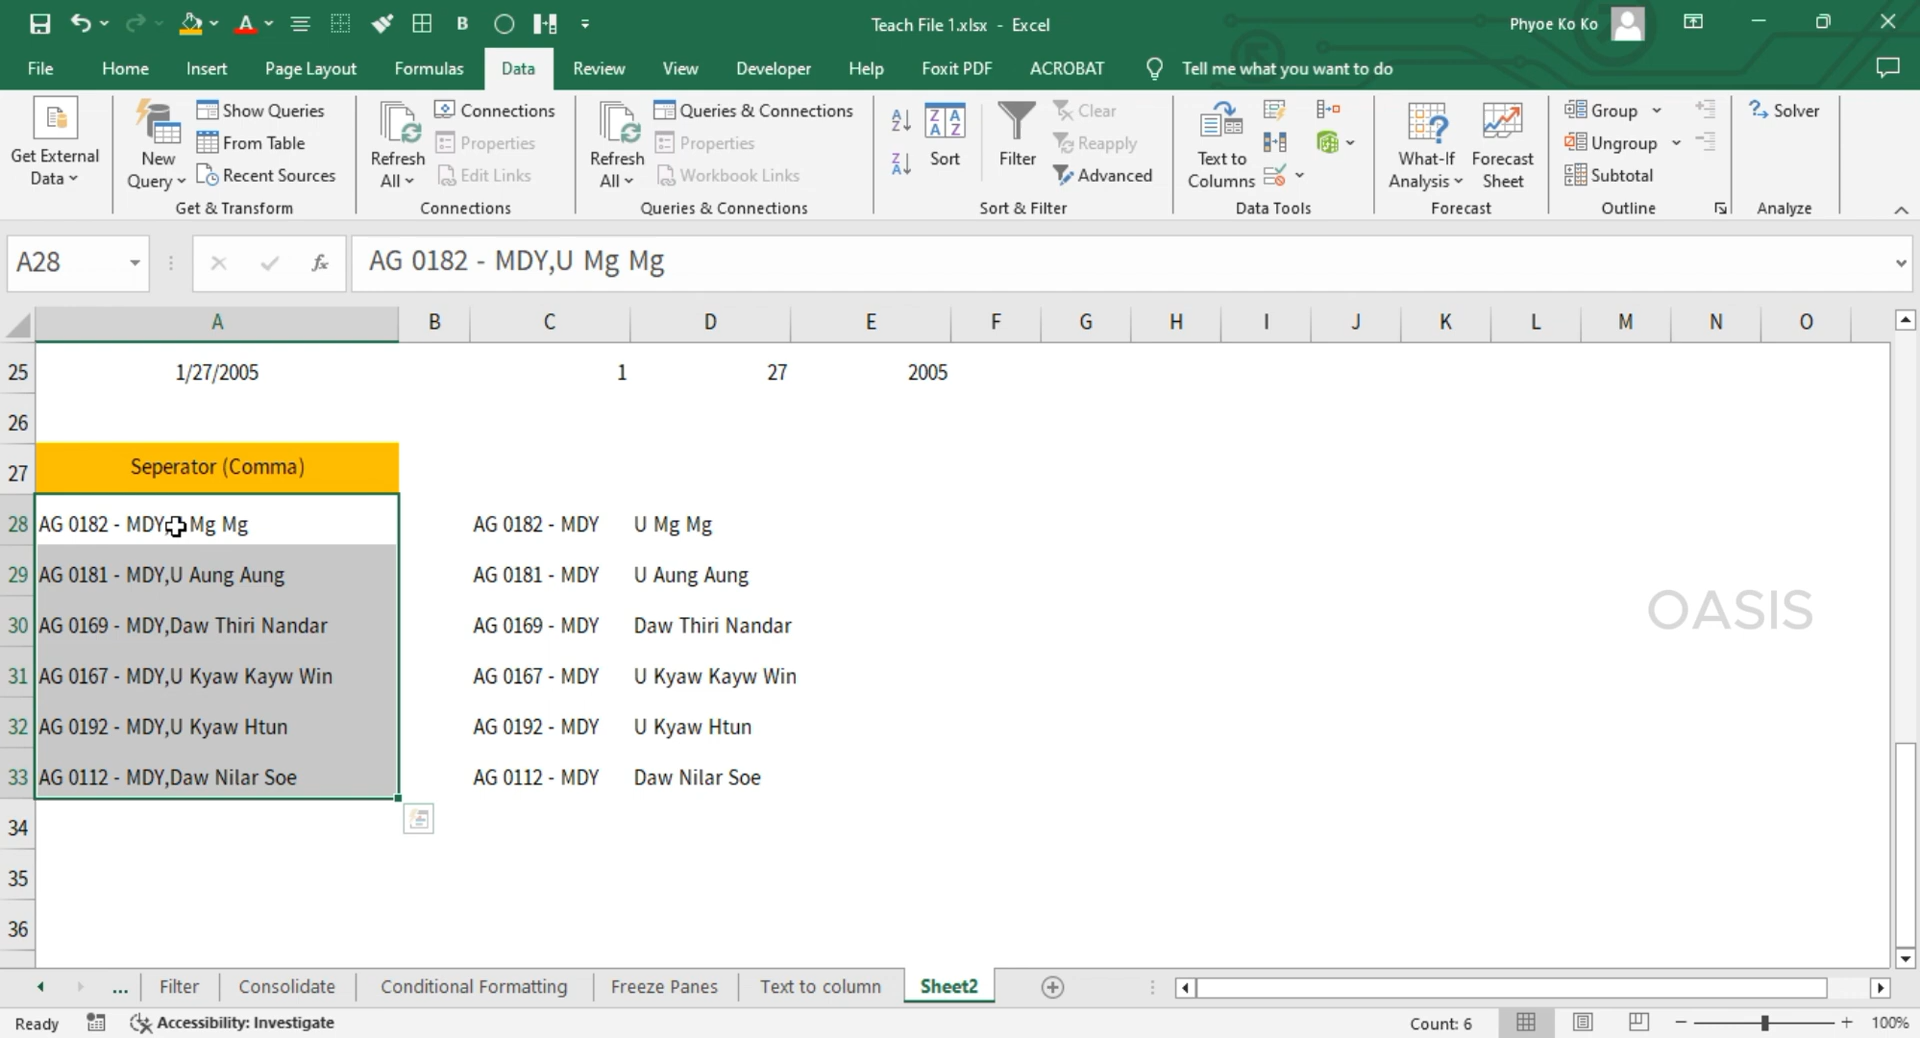 Teach File 1.xlsx - Excel
Phyoe Ko Ko
File Home Insert Page Layout Formulas Data Review View Developer Help Foxit PDF ACROBAT Tell me what you want to do
Get External Data
New Query
Show Queries
From Table
Recent Sources
Get & Transform
Refresh All
Connections
Properties
Edit Links
Connections
Refresh All
Queries & Connections
Properties
Workbook Links
Queries & Connections
Sort
Filter
Clear
Reapply
Advanced
Sort & Filter
Text to Columns
Data Tools
What-If Analysis
Forecast Sheet
Forecast
Group
Ungroup
Subtotal
Outline
Solver
Analyze
A28
fx
AG 0182 - MDY,U Mg Mg
A B C D E F G H I J K L M N O
25 1/27/2005 1 27 2005
26
27 Seperator (Comma)
28 AG 0182 - MDY, Mg Mg AG 0182 - MDY U Mg Mg
29 AG 0181 - MDY,U Aung Aung AG 0181 - MDY U Aung Aung
30 AG 0169 - MDY,Daw Thiri Nandar AG 0169 - MDY Daw Thiri Nandar
31 AG 0167 - MDY,U Kyaw Kayw Win AG 0167 - MDY U Kyaw Kayw Win
32 AG 0192 - MDY,U Kyaw Htun AG 0192 - MDY U Kyaw Htun
33 AG 0112 - MDY,Daw Nilar Soe AG 0112 - MDY Daw Nilar Soe
34
35
36
OASIS
... Filter Consolidate Conditional Formatting Freeze Panes Text to column Sheet2
Ready Accessibility: Investigate Count: 6 100%